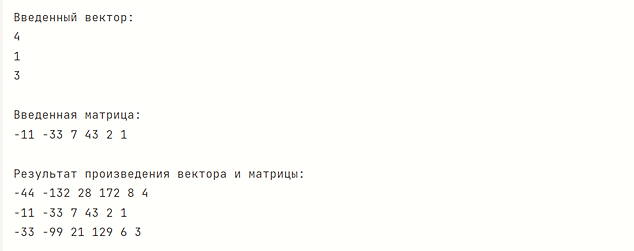 Введенный вектор:
4
1
3
Введенная матрица:
-11 -33 7 43 2 1
Результат произведения вектора и матрицы:
-44 -132 28 172 8 4
-11 -33 7 43 2 1
-33 -99 21 129 6 3